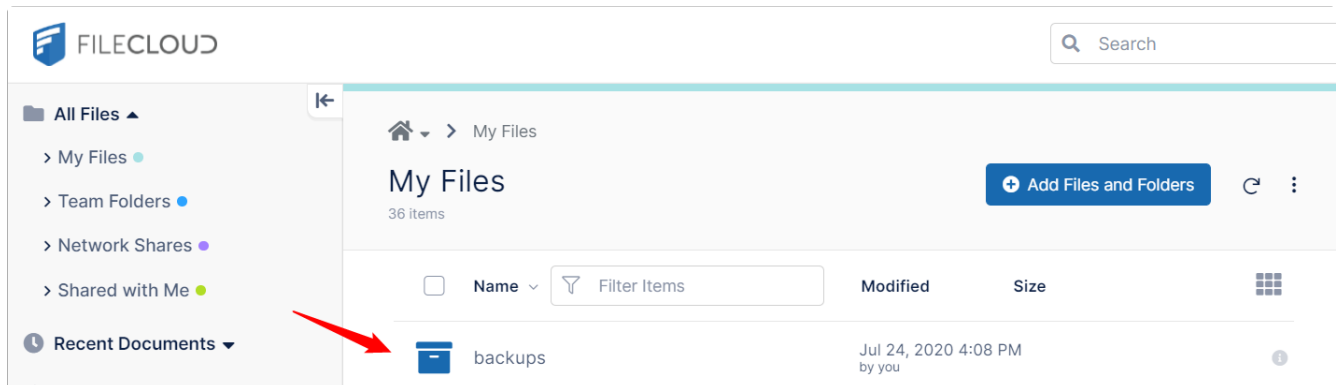 FILECLOUD
Search
All Files
My Files
Team Folders
Network Shares
Shared with Me
Recent Documents
My Files
My Files
36 items
Add Files and Folders
Name
Filter Items
Modified
Size
backups
Jul 24, 2020 4:08 PM
by you